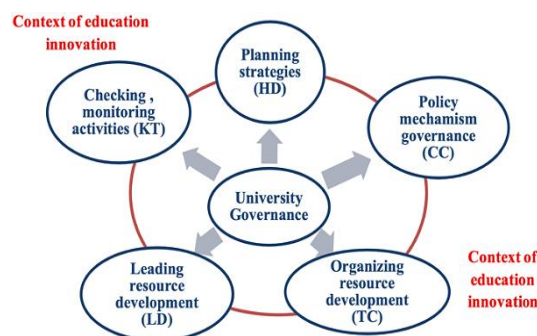 Context of education
innovation
Planning
strategies
(HD)
Checking ,
monitoring
activities (KT)
Policy
mechanism
governance
(CC)
University
Governance
Leading
resource
development
(LD)
Organizing
resource
development
(TC)
Context of
education
innovation